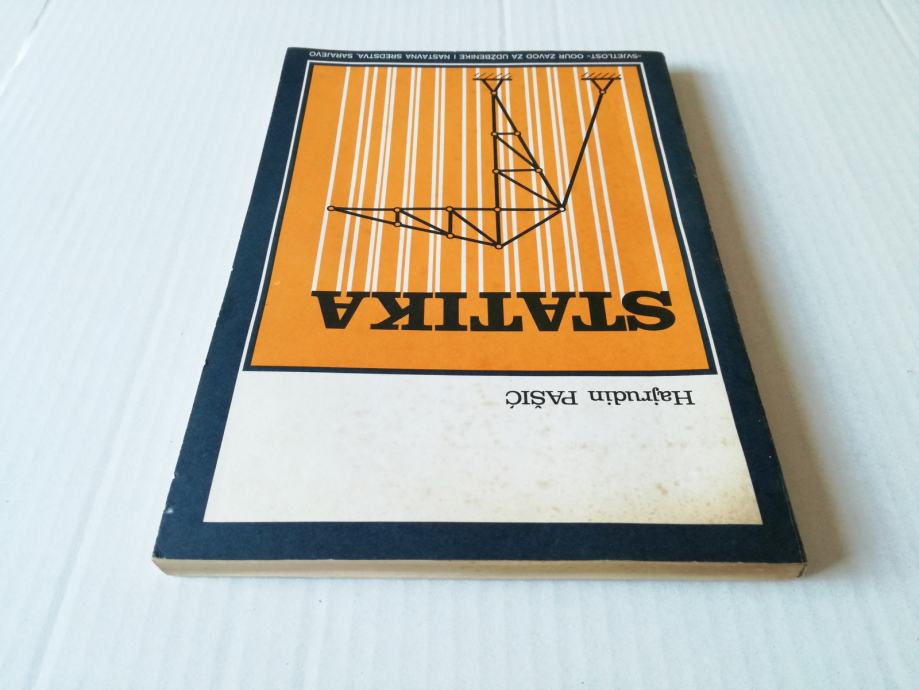 Hajrudin PAŠIĆ
STATIKA
»SVJETLOST« OOUR ZAVOD ZA UDŽBENIKE I NASTAVNA SREDSTVA, SARAJEVO